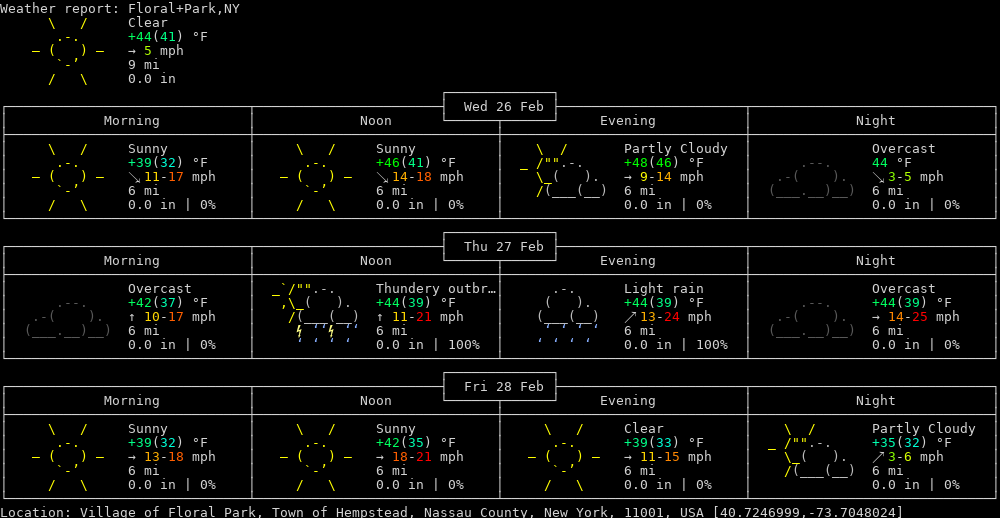 Weather report: Floral+Park,NY
Clear
+44(41) °F
→ 5 mph
9 mi
0.0 in
Wed 26 Feb
Morning Noon Evening Night
Sunny Sunny Partly Cloudy Overcast
+39(32) °F +46(41) °F +48(46) °F 44 °F
↘ 11-17 mph ↘ 14-18 mph → 9-14 mph ↘ 3-5 mph
6 mi 6 mi 6 mi 6 mi
0.0 in | 0% 0.0 in | 0% 0.0 in | 0% 0.0 in | 0%
Thu 27 Feb
Morning Noon Evening Night
Overcast Thundery outbr… Light rain Overcast
+42(37) °F +44(39) °F +44(39) °F +44(39) °F
↑ 10-17 mph ↑ 11-21 mph ↗ 13-24 mph → 14-25 mph
6 mi 6 mi 6 mi 6 mi
0.0 in | 0% 0.0 in | 100% 0.0 in | 100% 0.0 in | 0%
Fri 28 Feb
Morning Noon Evening Night
Sunny Sunny Clear Partly Cloudy
+39(32) °F +42(35) °F +39(33) °F +35(32) °F
→ 13-18 mph → 18-21 mph → 11-15 mph ↗ 3-6 mph
6 mi 6 mi 6 mi 6 mi
0.0 in | 0% 0.0 in | 0% 0.0 in | 0% 0.0 in | 0%
Location: Village of Floral Park, Town of Hempstead, Nassau County, New York, 11001, USA [40.7246999,-73.7048024]